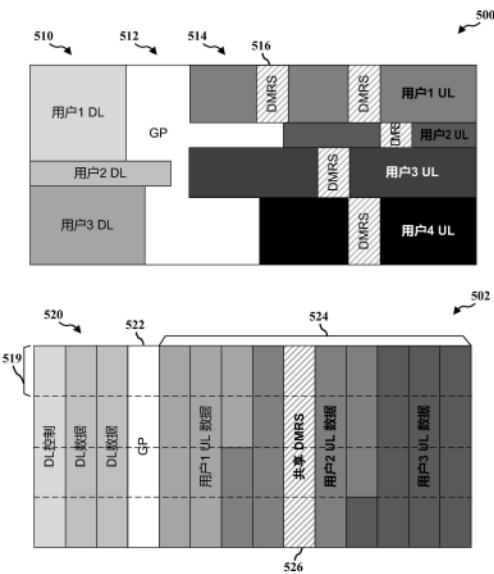 510
512
514
516
500
用户1 DL
GP
DMRS
DMRS
用户1 UL
DMRS
用户2 UL
用户2 DL
DMRS
用户3 UL
用户3 DL
DMRS
用户4 UL
502
520
522
524
519
DL控制
DL数据
DL数据
GP
用户1 UL 数据
共享 DMRS
用户2 UL 数据
用户3 UL 数据
526